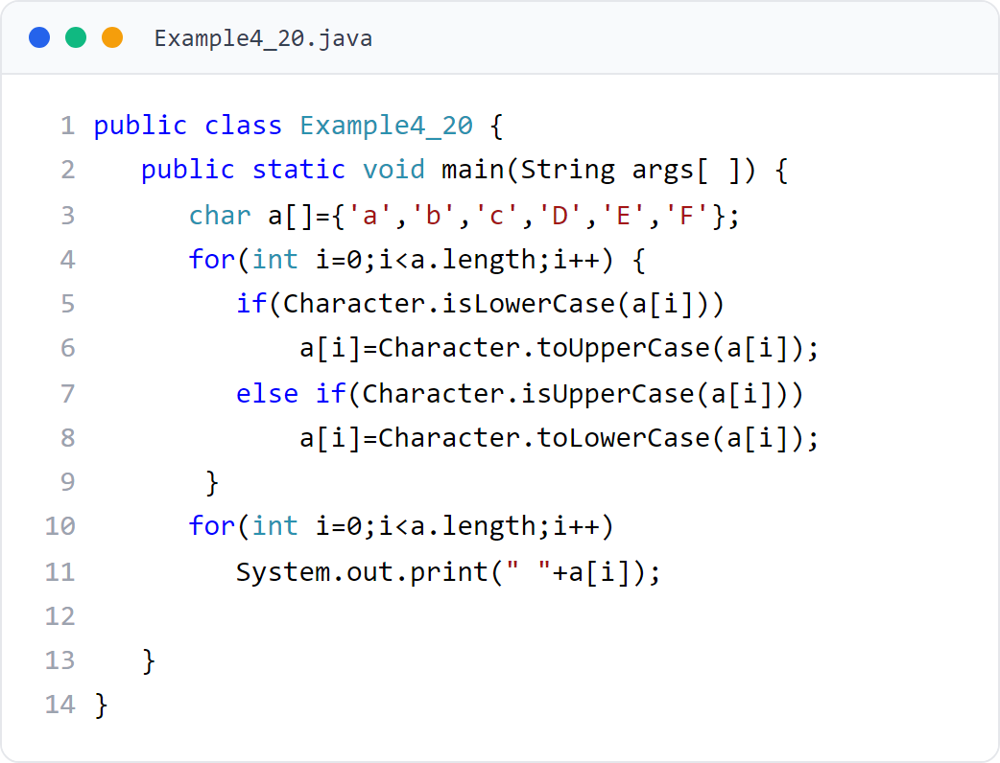 Example4_20.java
1 public class Example4_20 {
2    public static void main(String args[ ]) {
3       char a[]={'a','b','c','D','E','F'};
4       for(int i=0;i<a.length;i++) {
5          if(Character.isLowerCase(a[i]))
6              a[i]=Character.toUpperCase(a[i]);
7          else if(Character.isUpperCase(a[i]))
8              a[i]=Character.toLowerCase(a[i]);
9        }
10       for(int i=0;i<a.length;i++)
11          System.out.print(" "+a[i]);
12
13    }
14 }